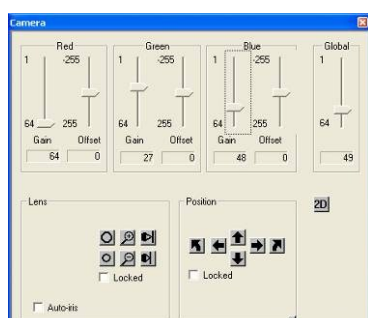 Camera
Red Green Blue Global
1 -255 1 -255 1 -255 1
64 255 64 255 64 255 64
Gain Offset Gain Offset Gain Offset
64 0 27 0 48 0 49
Lens Position 2D
Locked Locked
Auto-iris